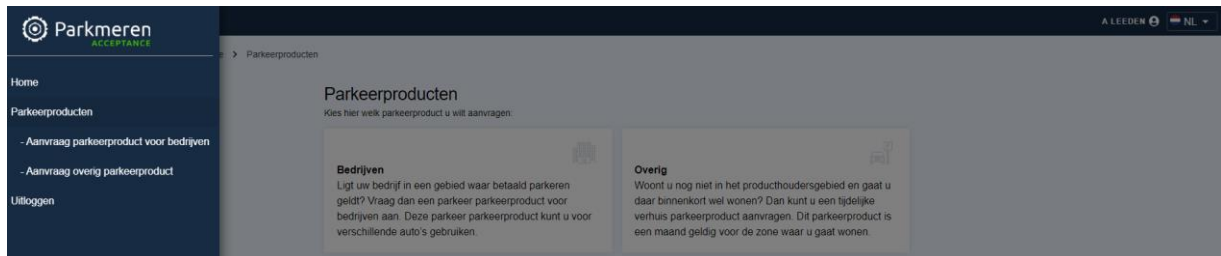 Parkmeren
ACCEPTANCE
A LEEDEN NL
> Parkeerproducten
Home
Parkeerproducten
- Aanvraag parkeerproduct voor bedrijven
- Aanvraag overig parkeerproduct
Uitloggen
Parkeerproducten
Kies hier welk parkeerproduct u wilt aanvragen:
Bedrijven
Ligt uw bedrijf in een gebied waar betaald parkeren
geldt? Vraag dan een parkeer parkeerproduct voor
bedrijven aan. Deze parkeer parkeerproduct kunt u voor
verschillende auto's gebruiken.
Overig
Woont u nog niet in het producthoudersgebied en gaat u
daar binnenkort wel wonen? Dan kunt u een tijdelijke
verhuis parkeerproduct aanvragen. Dit parkeerproduct is
een maand geldig voor de zone waar u gaat wonen.